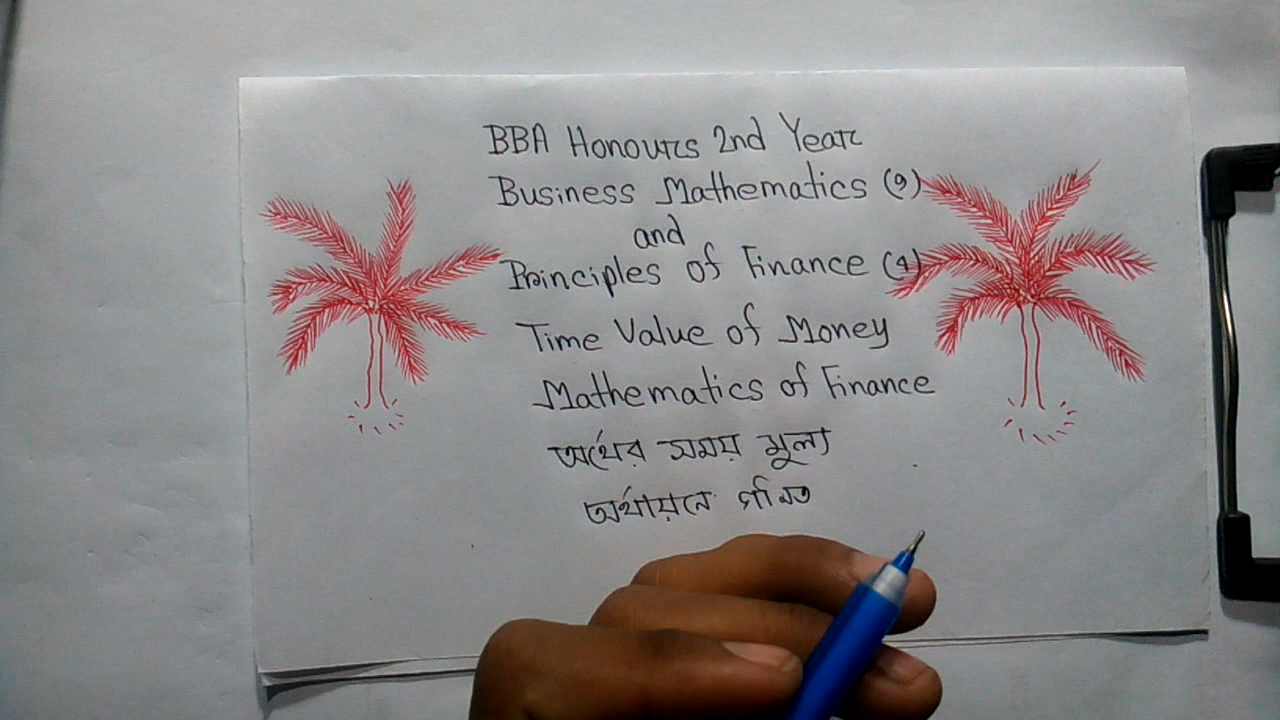 BBA Honours 2nd Year
Business Mathematics (9)
and
Principles of Finance (4)
Time Value of Money
Mathematics of Finance
অর্থের সময় মুল্য
অর্থায়নে গনিত